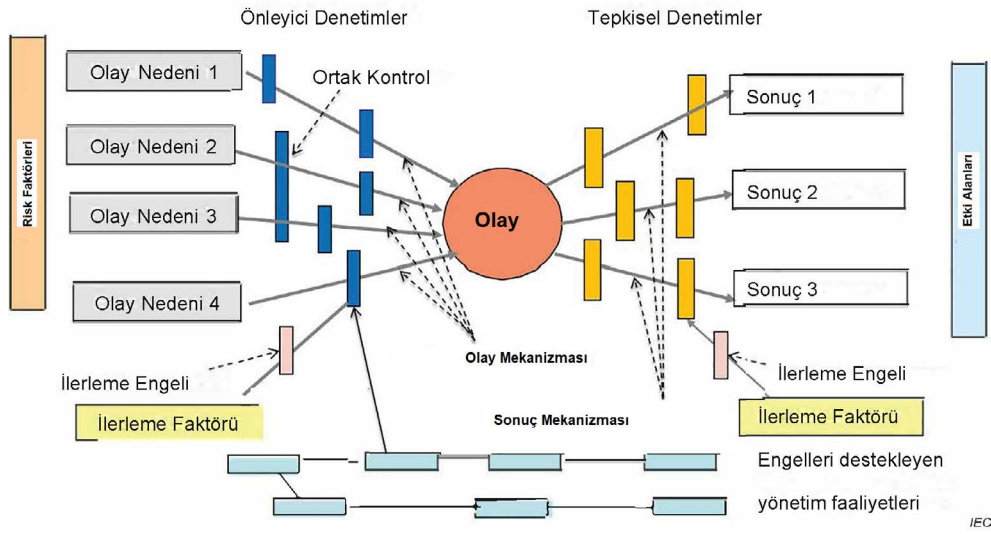 Önleyici Denetimler
Tepkisel Denetimler
Risk Faktörleri
Olay Nedeni 1
Olay Nedeni 2
Olay Nedeni 3
Olay Nedeni 4
Ortak Kontrol
Olay
Sonuç 1
Sonuç 2
Sonuç 3
Etki Alanları
Olay Mekanizması
İlerleme Engeli
İlerleme Engeli
İlerleme Faktörü
Sonuç Mekanizması
İlerleme Faktörü
Engelleri destekleyen
yönetim faaliyetleri
IEC